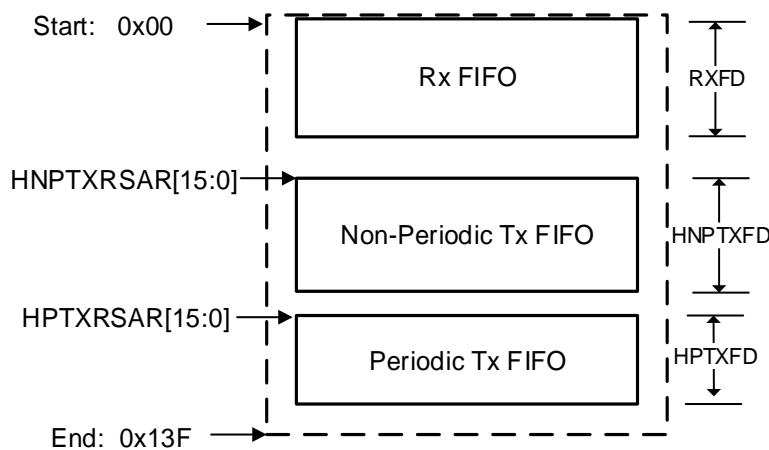 Start: 0x00
Rx FIFO
RXFD
HNPTXRSAR[15:0]
Non-Periodic Tx FIFO
HNPTXFD
HPTXRSAR[15:0]
Periodic Tx FIFO
HPTXFD
End: 0x13F